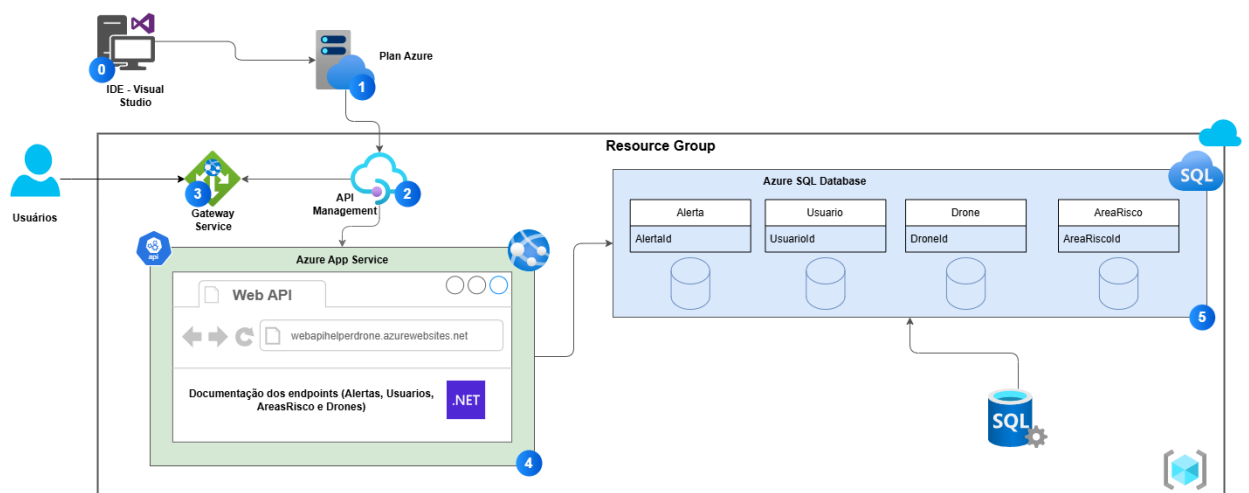 0
IDE - Visual
Studio
1
Plan Azure
Resource Group
Usuários
3
Gateway
Service
API
Management
2
SQL
Azure SQL Database
Alerta
AlertaId
Usuario
UsuarioId
Drone
DroneId
AreaRisco
AreaRiscoId
5
api
Azure App Service
Web API
webapihelperdrone.azurewebsites.net
Documentação dos endpoints (Alertas, Usuarios,
AreasRisco e Drones)
.NET
4
SQL